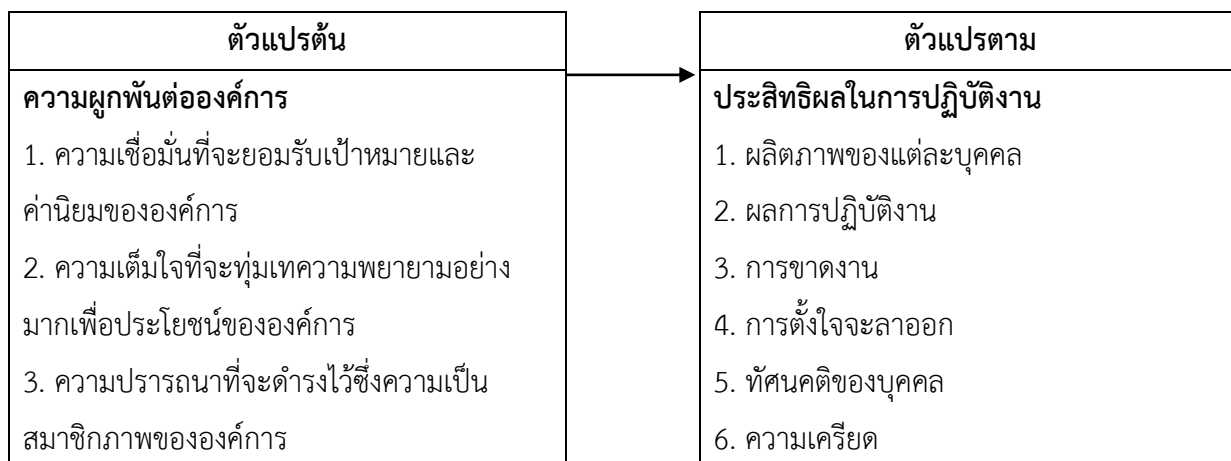 ตัวแปรต้น
ความผูกพันต่อองค์การ
1. ความเชื่อมั่นที่จะยอมรับเป้าหมายและ
ค่านิยมขององค์การ
2. ความเต็มใจที่จะทุ่มเทความพยายามอย่าง
มากเพื่อประโยชน์ขององค์การ
3. ความปรารถนาที่จะดำรงไว้ซึ่งความเป็น
สมาชิกภาพขององค์การ
ตัวแปรตาม
ประสิทธิผลในการปฏิบัติงาน
1. ผลิตภาพของแต่ละบุคคล
2. ผลการปฏิบัติงาน
3. การขาดงาน
4. การตั้งใจจะลาออก
5. ทัศนคติของบุคคล
6. ความเครียด